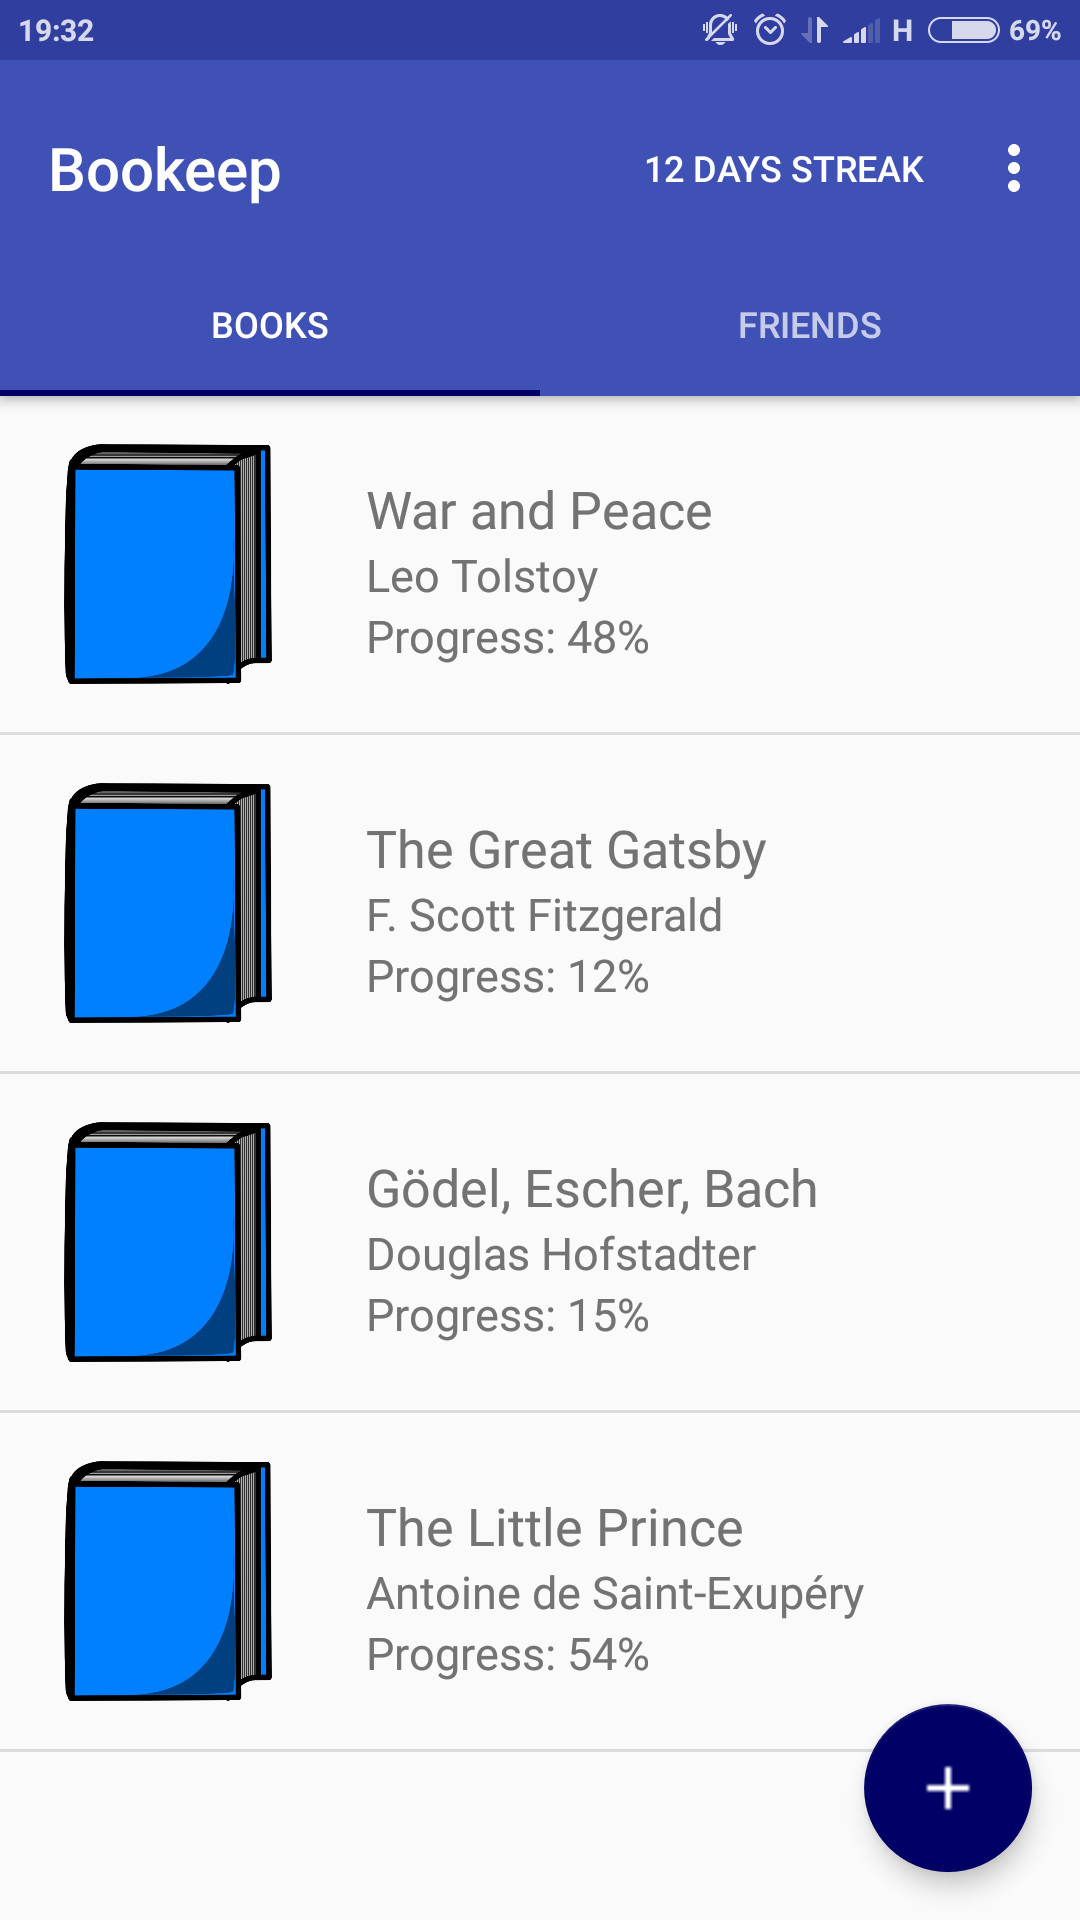 19:32 H 69%
Bookeep 12 DAYS STREAK
BOOKS FRIENDS
War and Peace
Leo Tolstoy
Progress: 48%
The Great Gatsby
F. Scott Fitzgerald
Progress: 12%
Gödel, Escher, Bach
Douglas Hofstadter
Progress: 15%
The Little Prince
Antoine de Saint-Exupéry
Progress: 54%